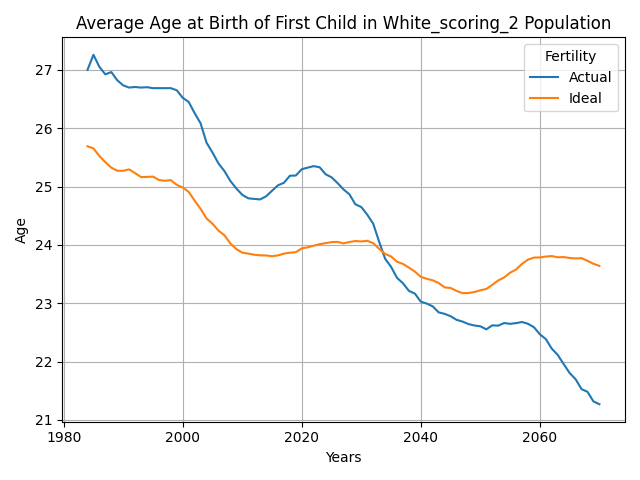 Average Age at Birth of First Child in White_scoring_2 Population
Fertility
Actual
Ideal
Age
27
26
25
24
23
22
21
1980
2000
2020
2040
2060
Years